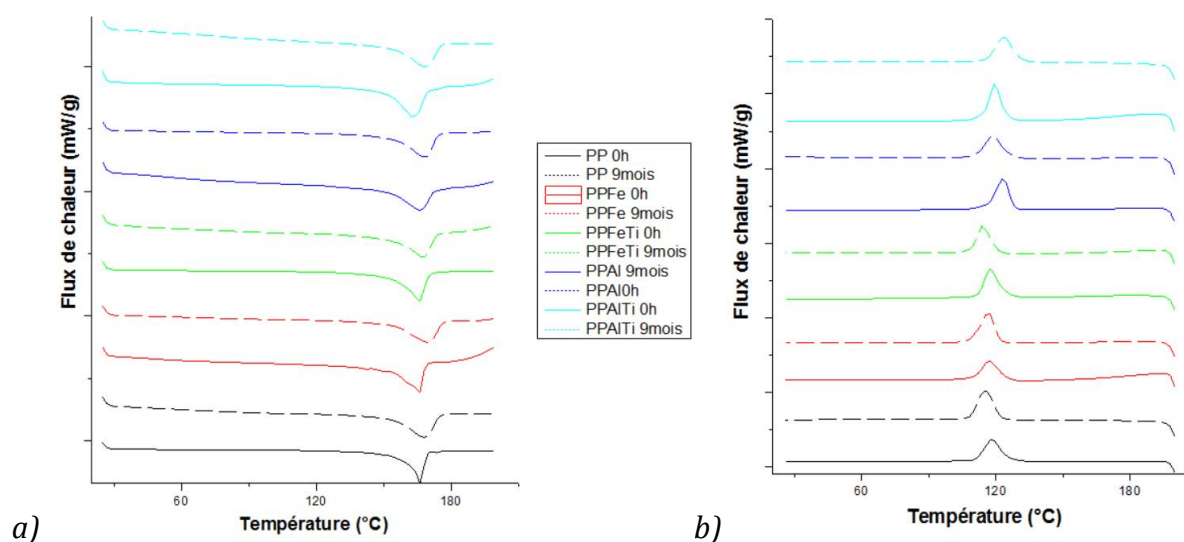 Flux de chaleur (mW/g)
60
120
180
Température (°C)
a)
PP 0h
PP 9mois
PPFe 0h
PPFe 9mois
PPFeTi 0h
PPFeTi 9mois
PPAl 9mois
PPAl0h
PPAlTi 0h
PPAlTi 9mois
Flux de chaleur (mW/g)
60
120
180
Température (°C)
b)